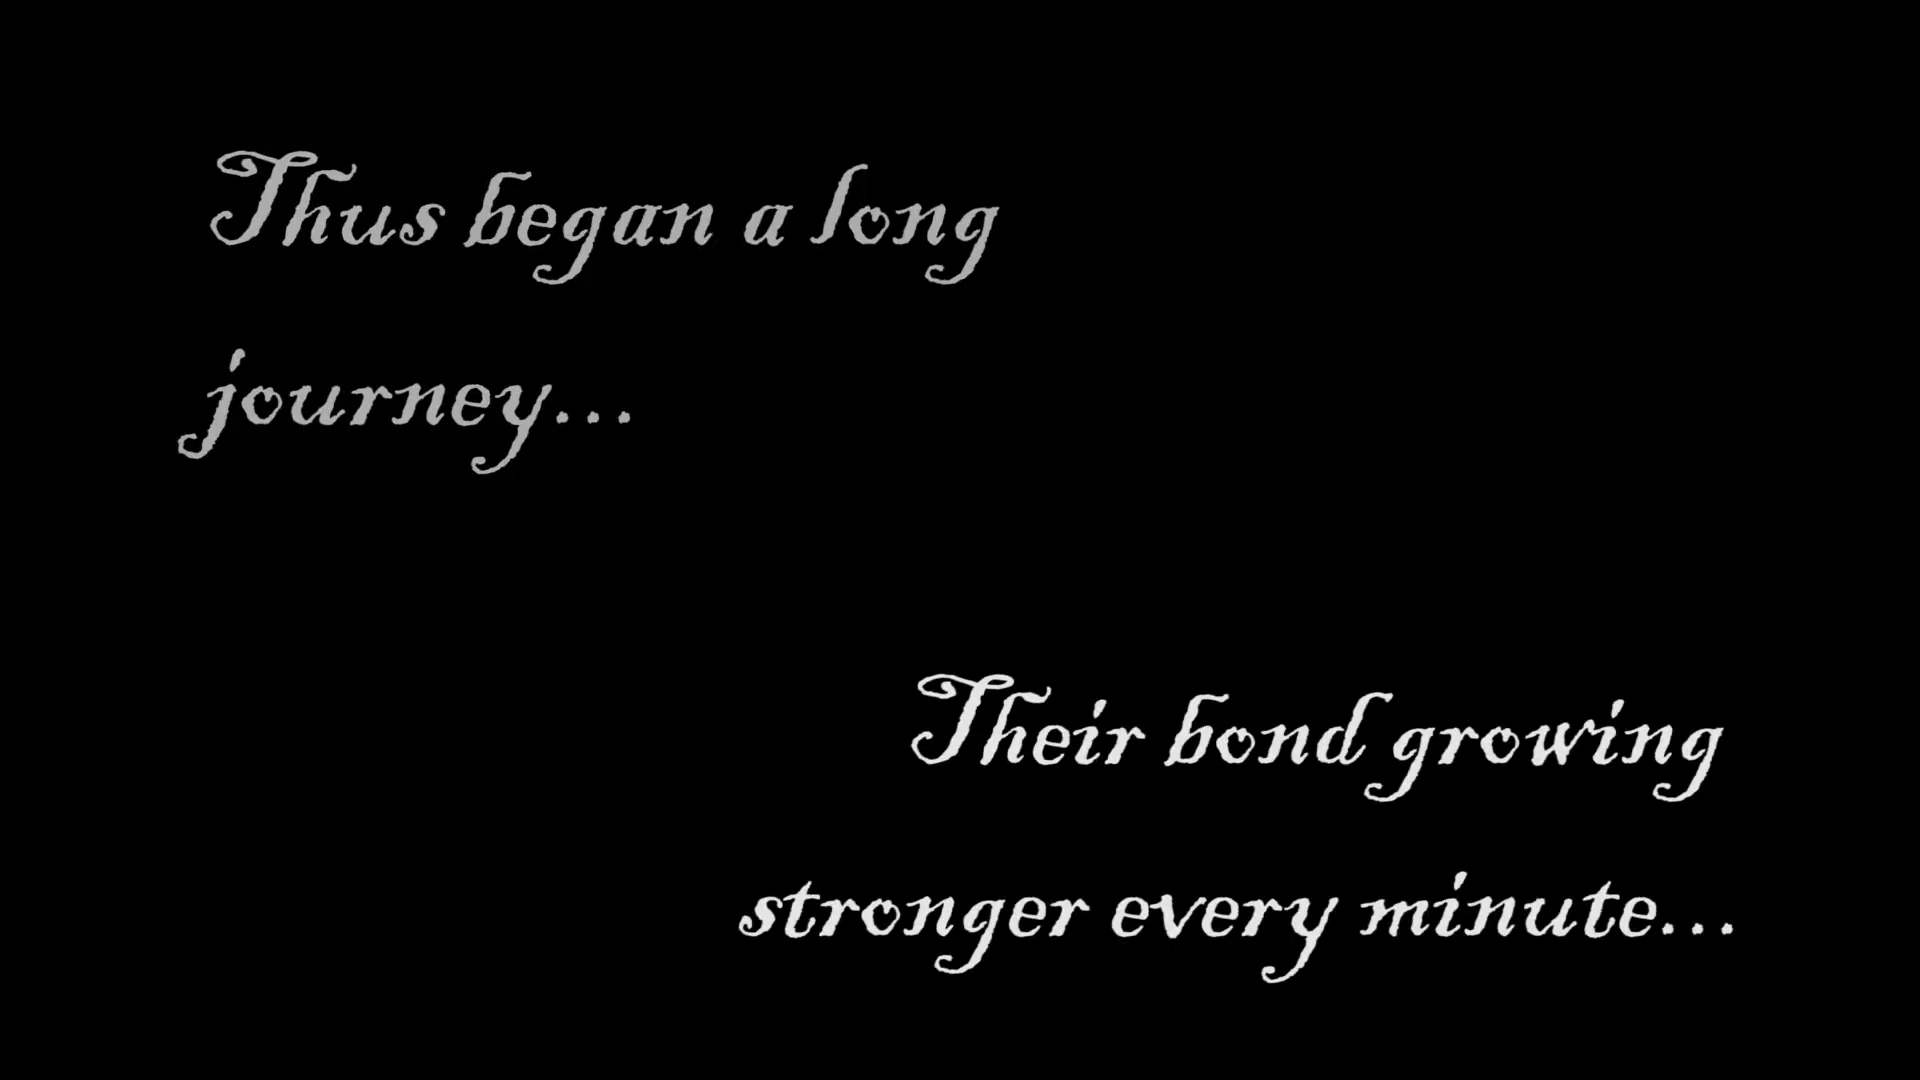 Thus began a long
journey...
Their bond growing
stronger every minute...